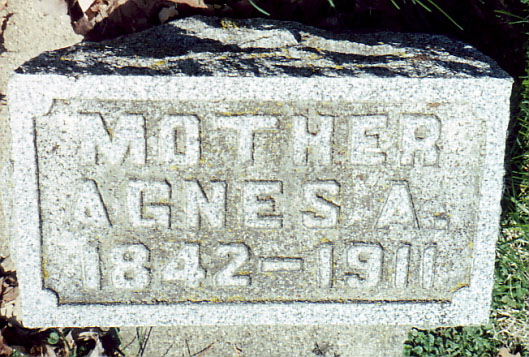 MOTHER
AGNES A.
1842-1911